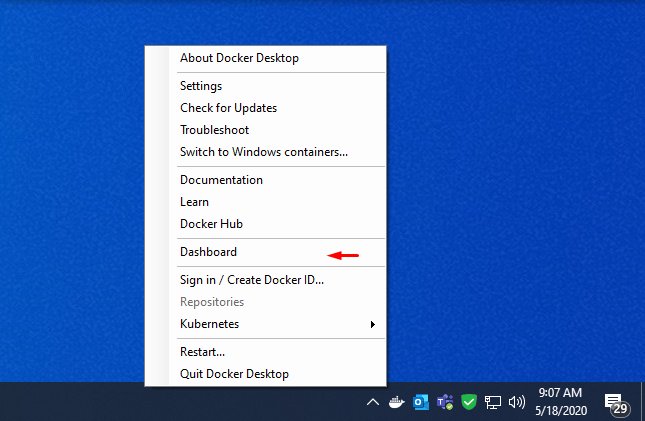 About Docker Desktop
Settings
Check for Updates
Troubleshoot
Switch to Windows containers...
Documentation
Learn
Docker Hub
Dashboard
Sign in / Create Docker ID...
Repositories
Kubernetes
Restart...
Quit Docker Desktop
9:07 AM
5/18/2020
29